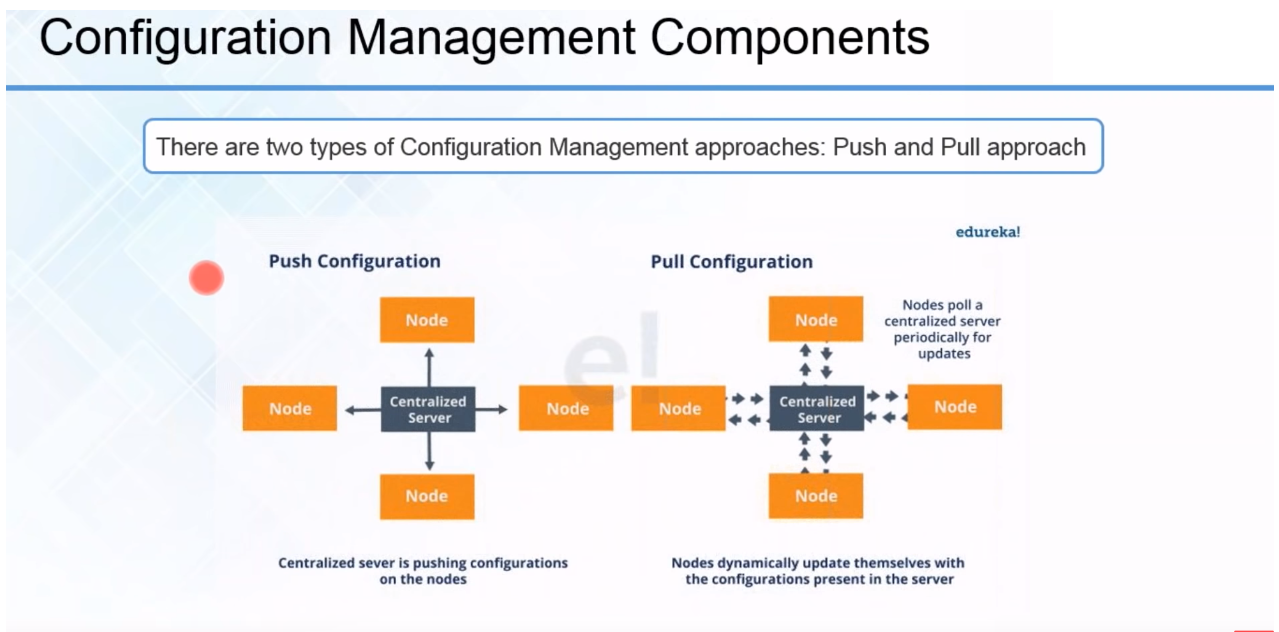 Configuration Management Components
There are two types of Configuration Management approaches: Push and Pull approach
edureka!
Push Configuration
Node
Node
Centralized
Server
Node
Node
Centralized sever is pushing configurations
on the nodes
Pull Configuration
Node
Nodes poll a
centralized server
periodically for
updates
Node
Centralized
Server
Node
Node
Nodes dynamically update themselves with
the configurations present in the server
e!